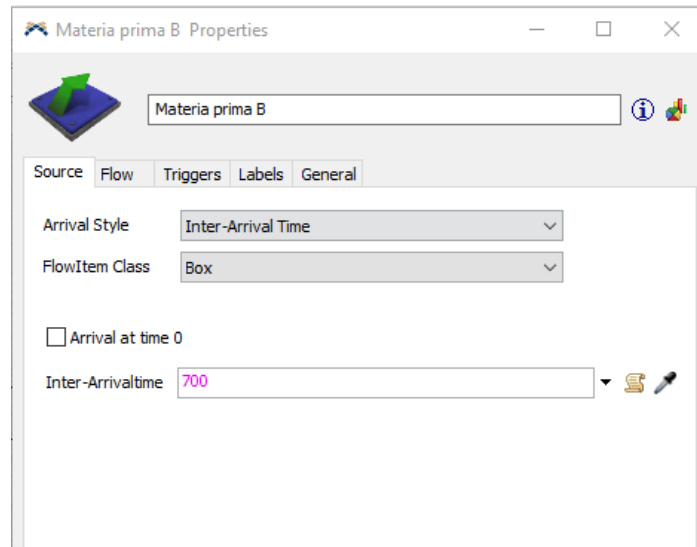 Materia prima B Properties
Materia prima B
Source Flow Triggers Labels General
Arrival Style Inter-Arrival Time
FlowItem Class Box
Arrival at time 0
Inter-Arrivaltime 700